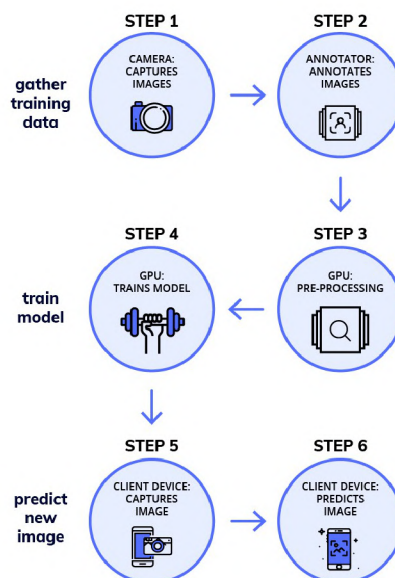 STEP 1
STEP 2
gather
training
data
CAMERA:
CAPTURES
IMAGES
ANNOTATOR:
ANNOTATES
IMAGES
STEP 4
STEP 3
train
model
GPU:
TRAINS MODEL
GPU:
PRE-PROCESSING
STEP 5
STEP 6
predict
new
image
CLIENT DEVICE:
CAPTURES
IMAGE
CLIENT DEVICE:
PREDICTS
IMAGE